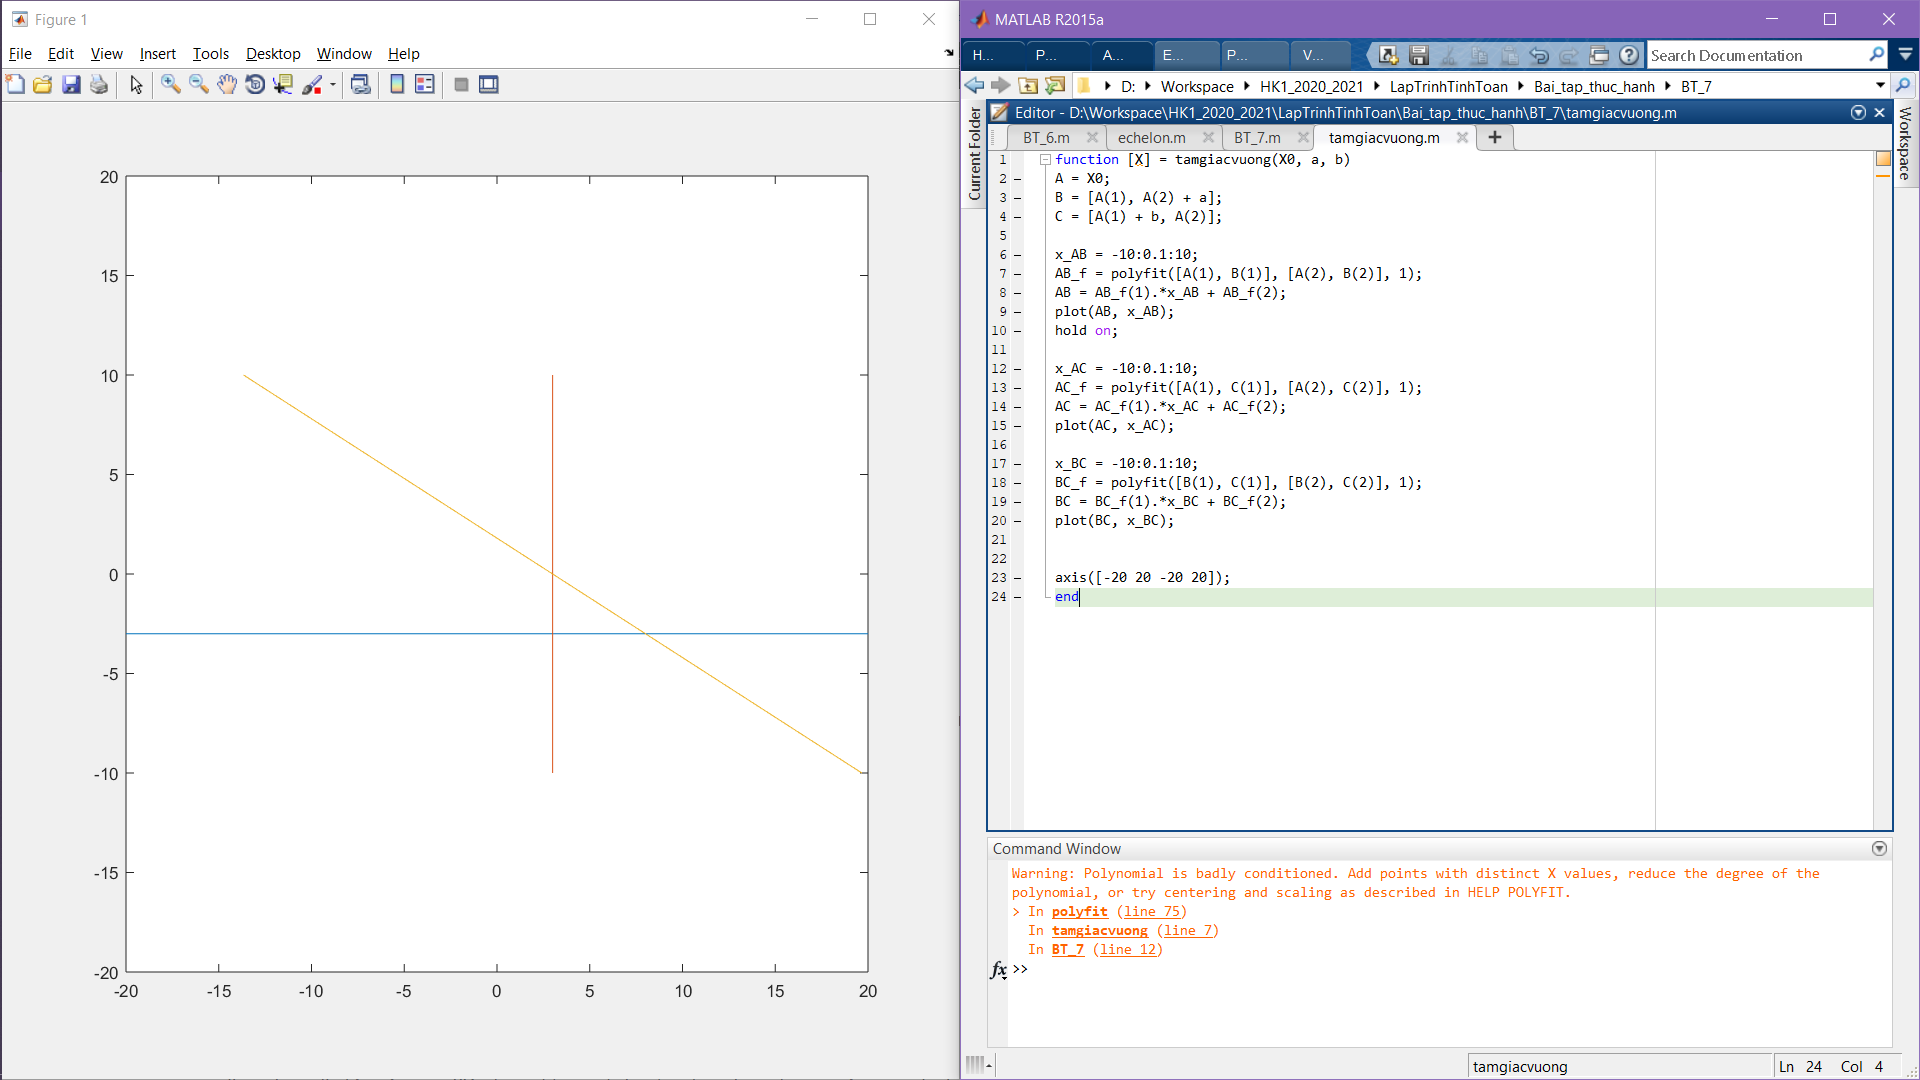 Figure 1
File Edit View Insert Tools Desktop Window Help
20
15
10
5
0
-5
-10
-15
-20
-20 -15 -10 -5 0 5 10 15 20
MATLAB R2015a
H... P... A... E... P... V... Search Documentation
D: Workspace HK1_2020_2021 LapTrinhTinhToan Bai_tap_thuc_hanh BT_7
Current Folder
Workspace
Editor - D:\Workspace\HK1_2020_2021\LapTrinhTinhToan\Bai_tap_thuc_hanh\BT_7\tamgiacvuong.m
BT_6.m echelon.m BT_7.m tamgiacvuong.m
1 function [X] = tamgiacvuong(X0, a, b)
2 - A = X0;
3 - B = [A(1), A(2) + a];
4 - C = [A(1) + b, A(2)];
5
6 - x_AB = -10:0.1:10;
7 - AB_f = polyfit([A(1), B(1)], [A(2), B(2)], 1);
8 - AB = AB_f(1).*x_AB + AB_f(2);
9 - plot(AB, x_AB);
10 - hold on;
11
12 - x_AC = -10:0.1:10;
13 - AC_f = polyfit([A(1), C(1)], [A(2), C(2)], 1);
14 - AC = AC_f(1).*x_AC + AC_f(2);
15 - plot(AC, x_AC);
16
17 - x_BC = -10:0.1:10;
18 - BC_f = polyfit([B(1), C(1)], [B(2), C(2)], 1);
19 - BC = BC_f(1).*x_BC + BC_f(2);
20 - plot(BC, x_BC);
21
22
23 - axis([-20 20 -20 20]);
24 - end
Command Window
Warning: Polynomial is badly conditioned. Add points with distinct X values, reduce the degree of the
polynomial, or try centering and scaling as described in HELP POLYFIT.
> In polyfit (line 75)
In tamgiacvuong (line 7)
In BT_7 (line 12)
fx >>
tamgiacvuong Ln 24 Col 4